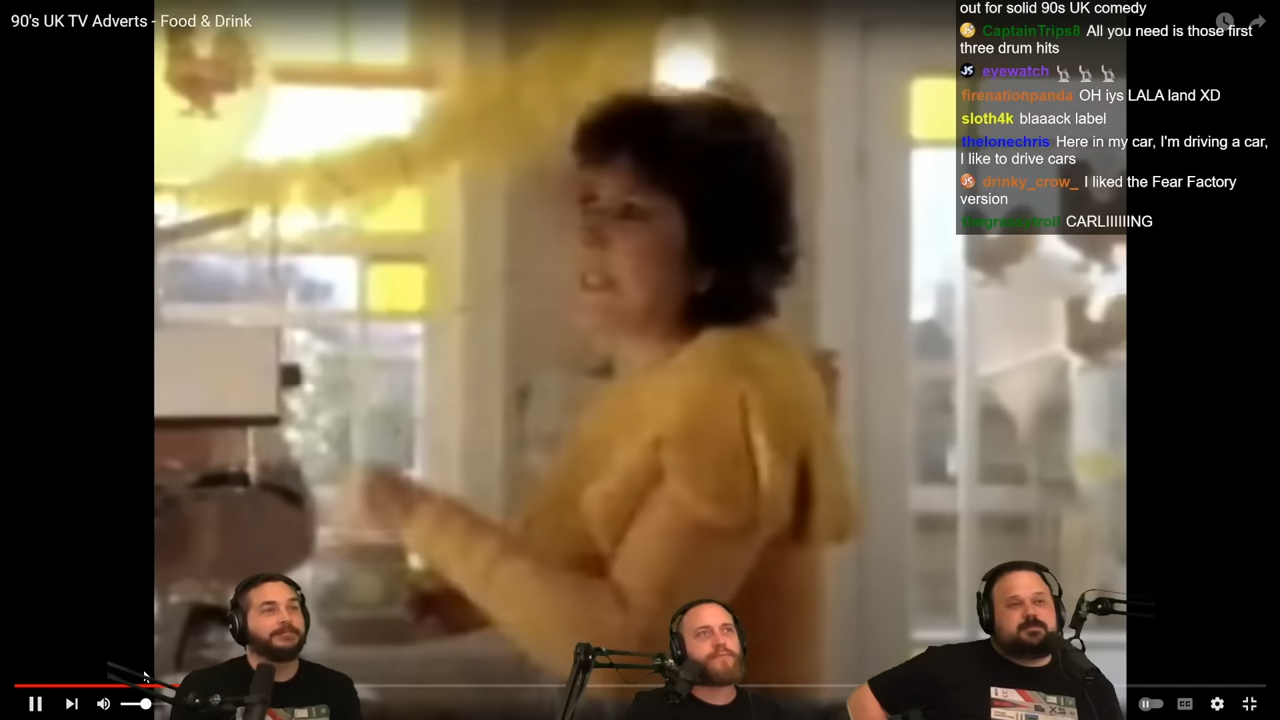 90's UK TV Adverts - Food & Drink
out for solid 90s UK comedy
CaptainTrips8 All you need is those first
three drum hits
eyewatch
firenationpanda OH iys LALA land XD
sloth4k blaaack label
thelonechris Here in my car, I'm driving a car,
I like to drive cars
drinky_crow_ I liked the Fear Factory
version
CARLIIIIIING